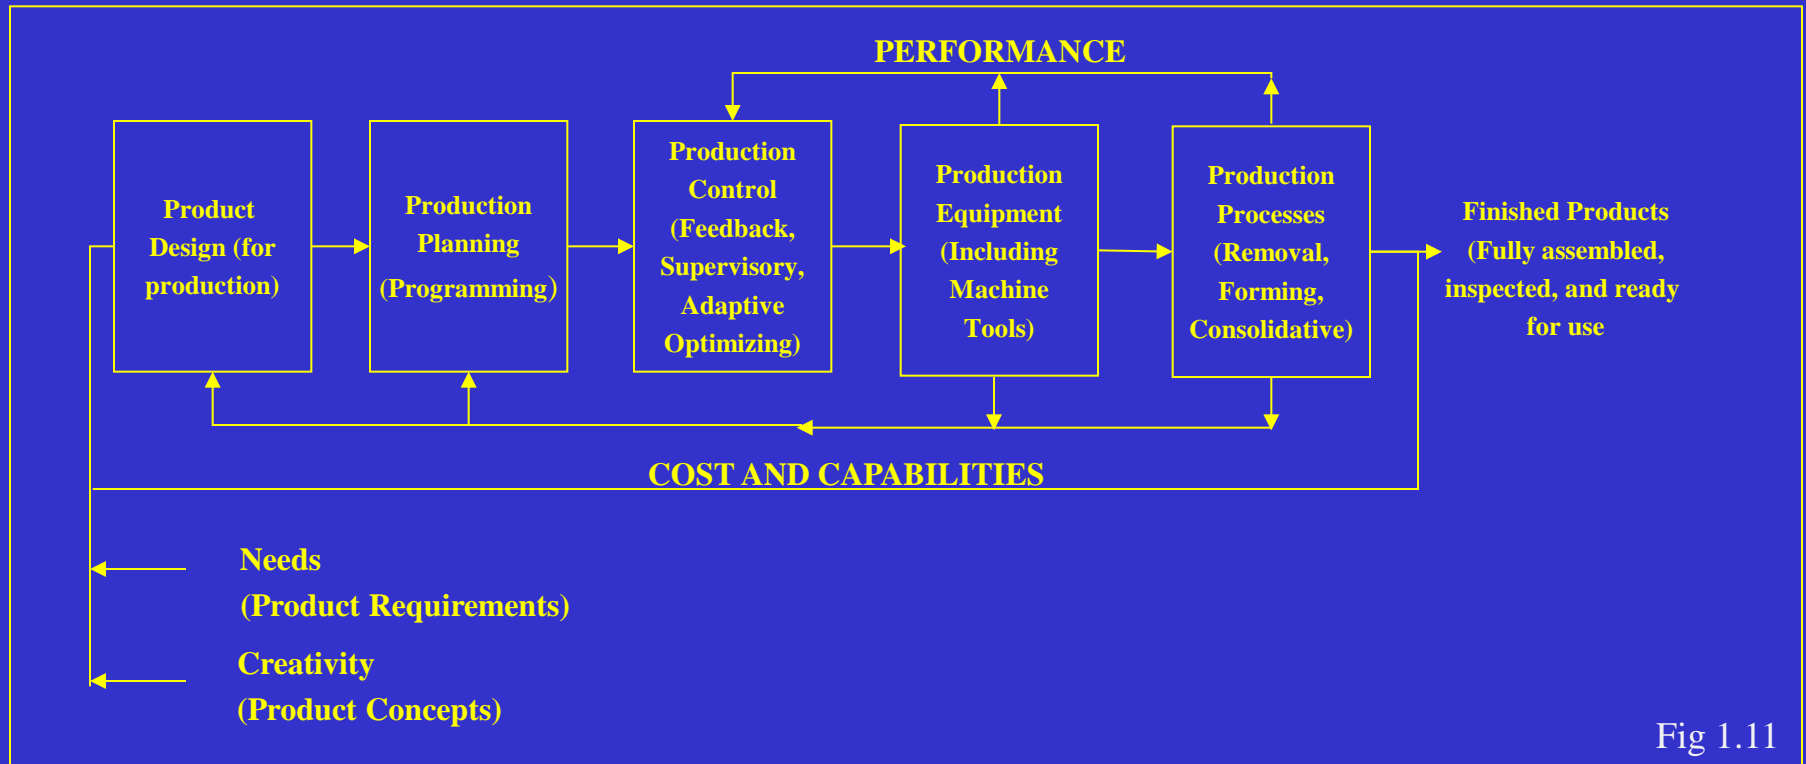 PERFORMANCE
Product
Design (for
production)
Production
Planning
(Programming)
Production
Control
(Feedback,
Supervisory,
Adaptive
Optimizing)
Production
Equipment
(Including
Machine
Tools)
Production
Processes
(Removal,
Forming,
Consolidative)
Finished Products
(Fully assembled,
inspected, and ready
for use
COST AND CAPABILITIES
Needs
(Product Requirements)
Creativity
(Product Concepts)
Fig 1.11